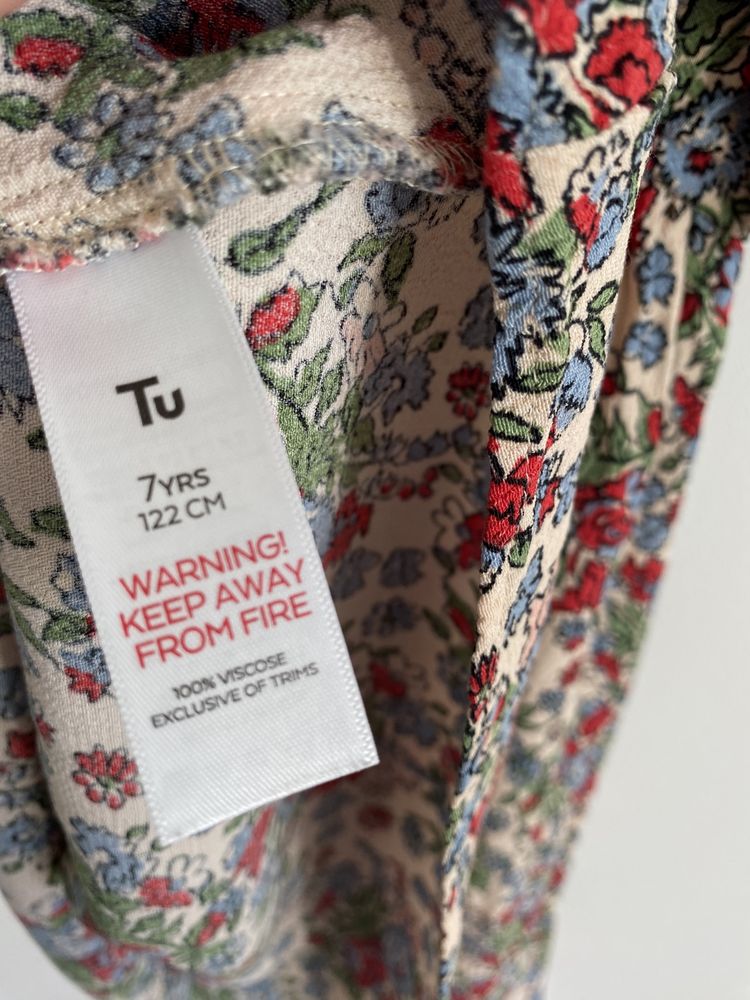 Tu
7YRS
122 CM
WARNING!
KEEP AWAY
FROM FIRE
100% VISCOSE
EXCLUSIVE OF TRIMS